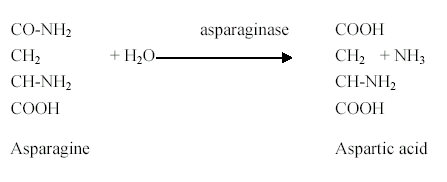 CO-NH₂ asparaginase COOH
CH₂ + H₂O CH₂ + NH₃
CH-NH₂ CH-NH₂
COOH COOH
Asparagine Aspartic acid